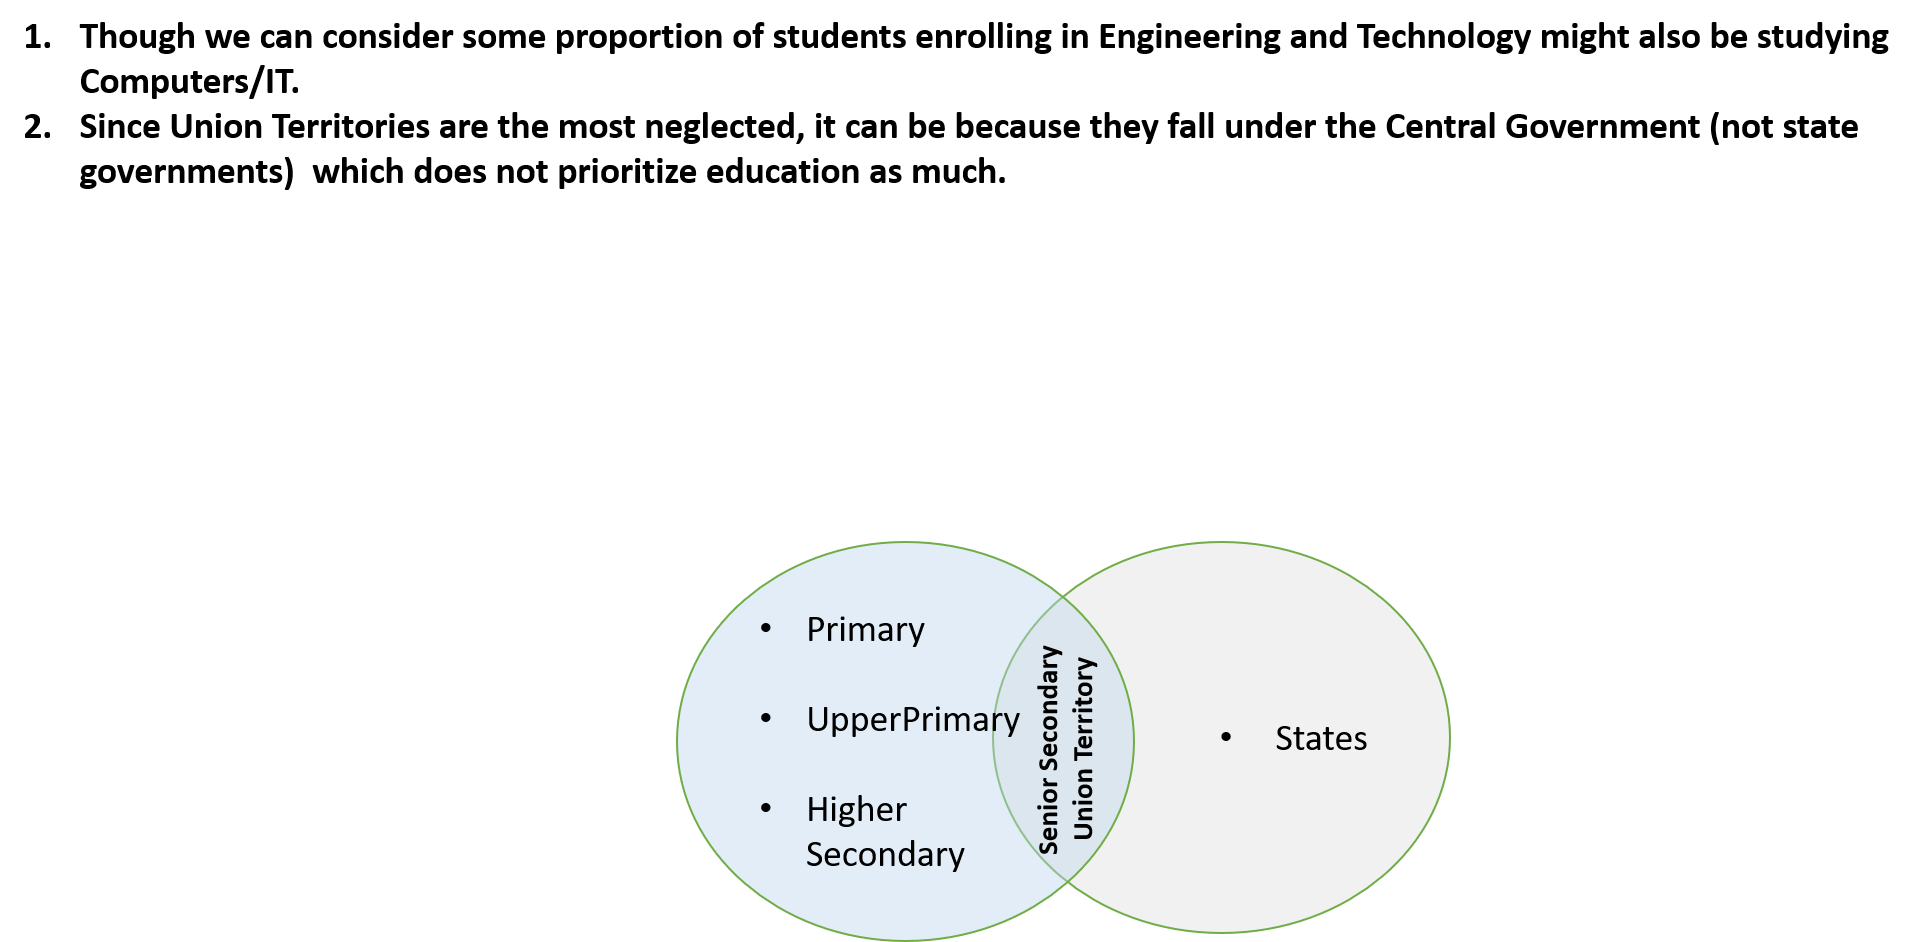 1. Though we can consider some proportion of students enrolling in Engineering and Technology might also be studying
Computers/IT.
2. Since Union Territories are the most neglected, it can be because they fall under the Central Government (not state
governments)  which does not prioritize education as much.
• Primary
• UpperPrimary
• Higher
Secondary
Senior Secondary
Union Territory
• States